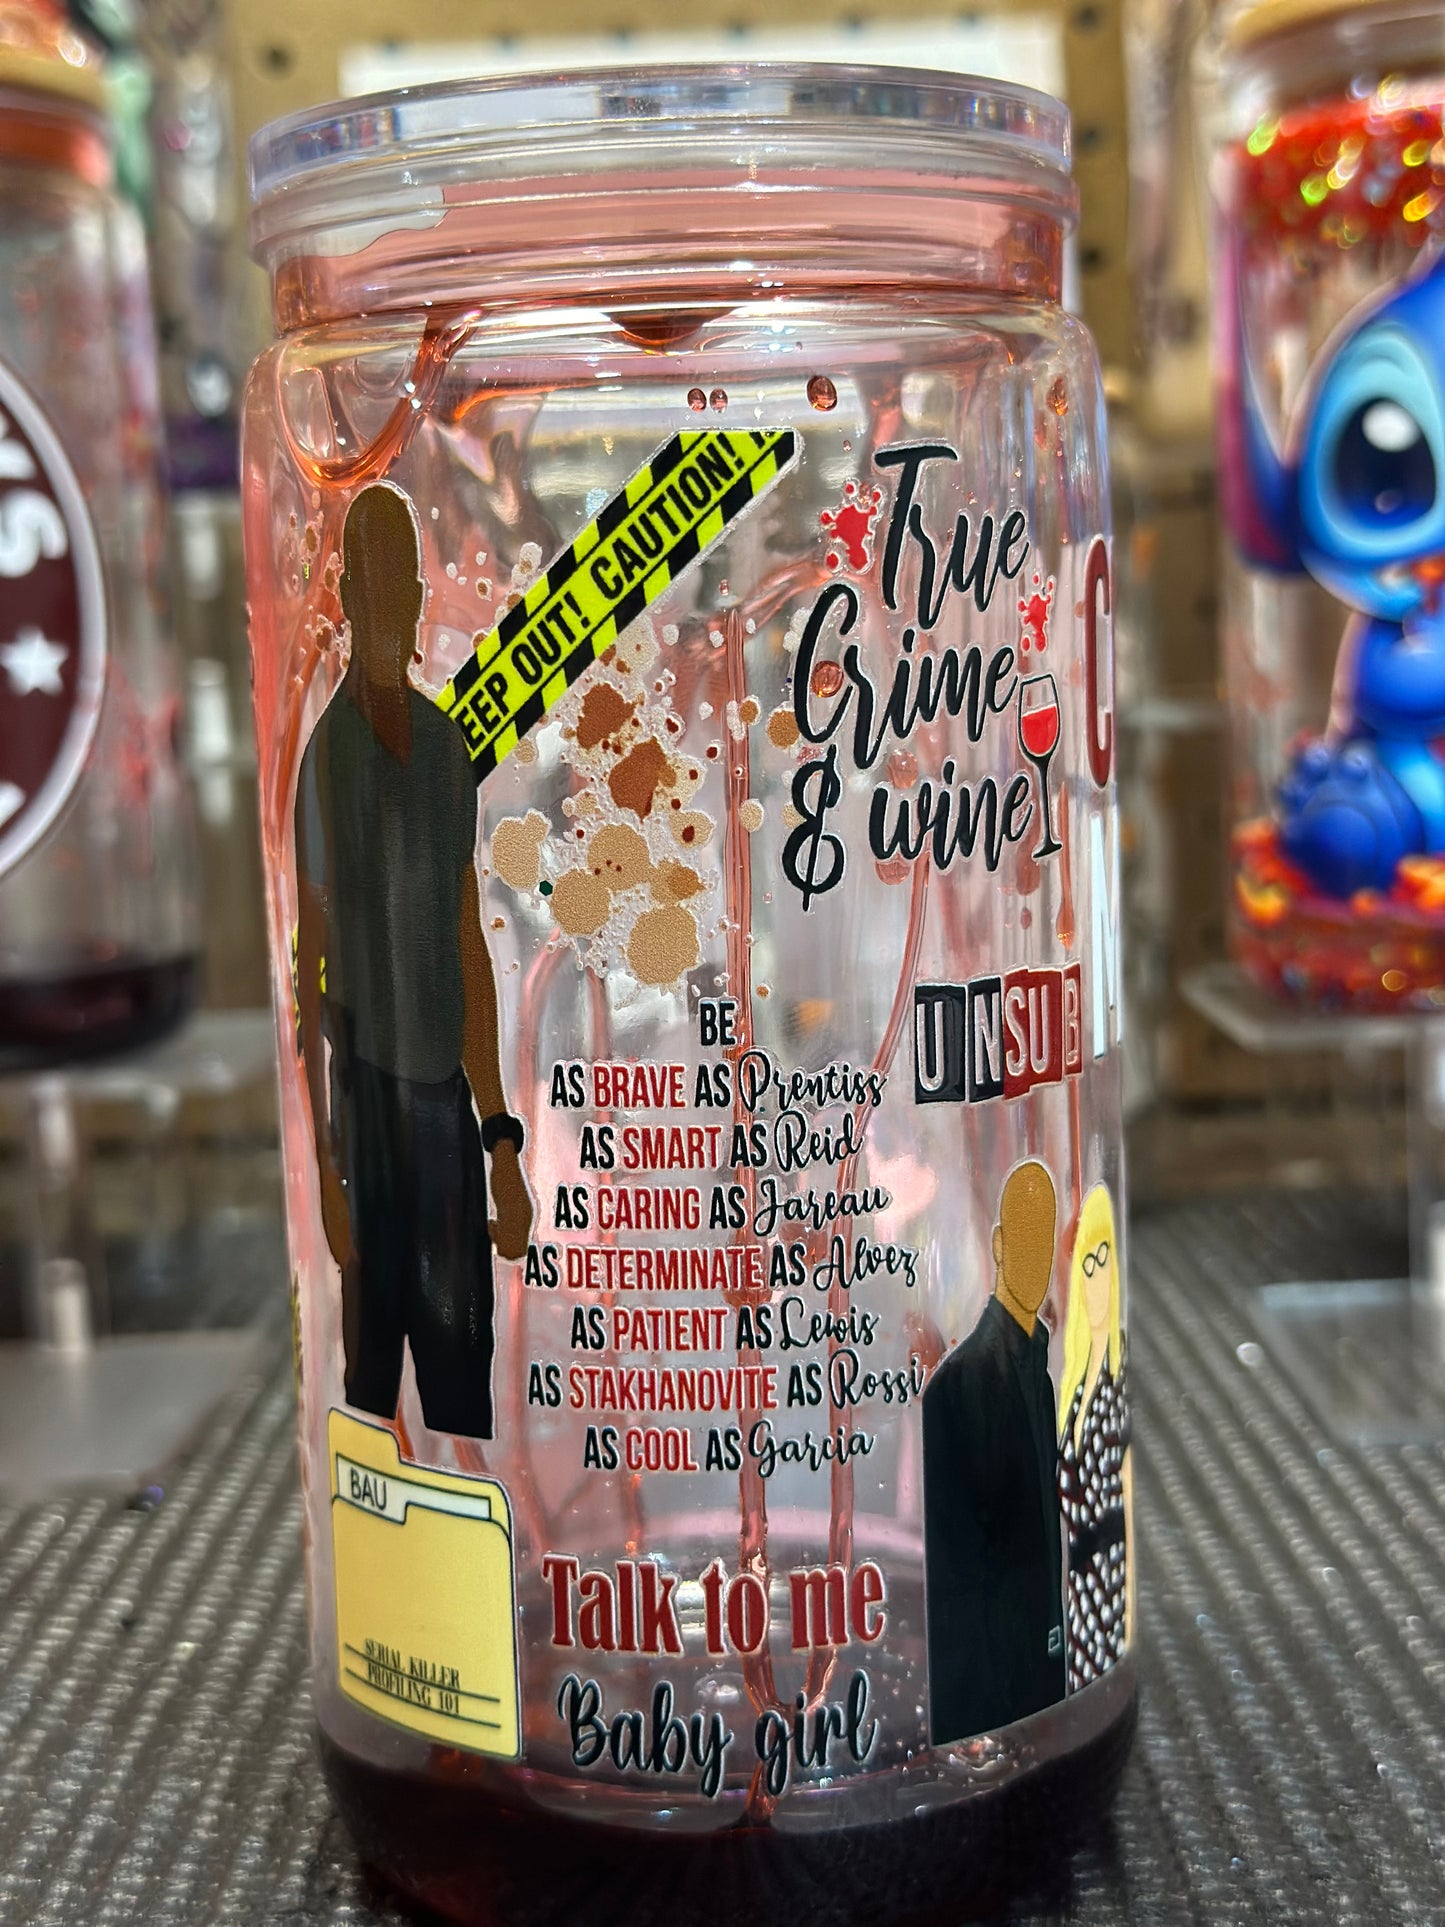 EEP OUT! CAUTION!
True
Crime
& wine
UNSUB
BE
AS BRAVE AS Prentiss
AS SMART AS Reid
AS CARING AS Jareau
AS DETERMINATE AS Alvez
AS PATIENT AS Lewis
AS STAKHANOVITE AS Rossi
AS COOL AS Garcia
BAU
SERIAL KILLER
PROFILING 101
Talk to me
Baby girl